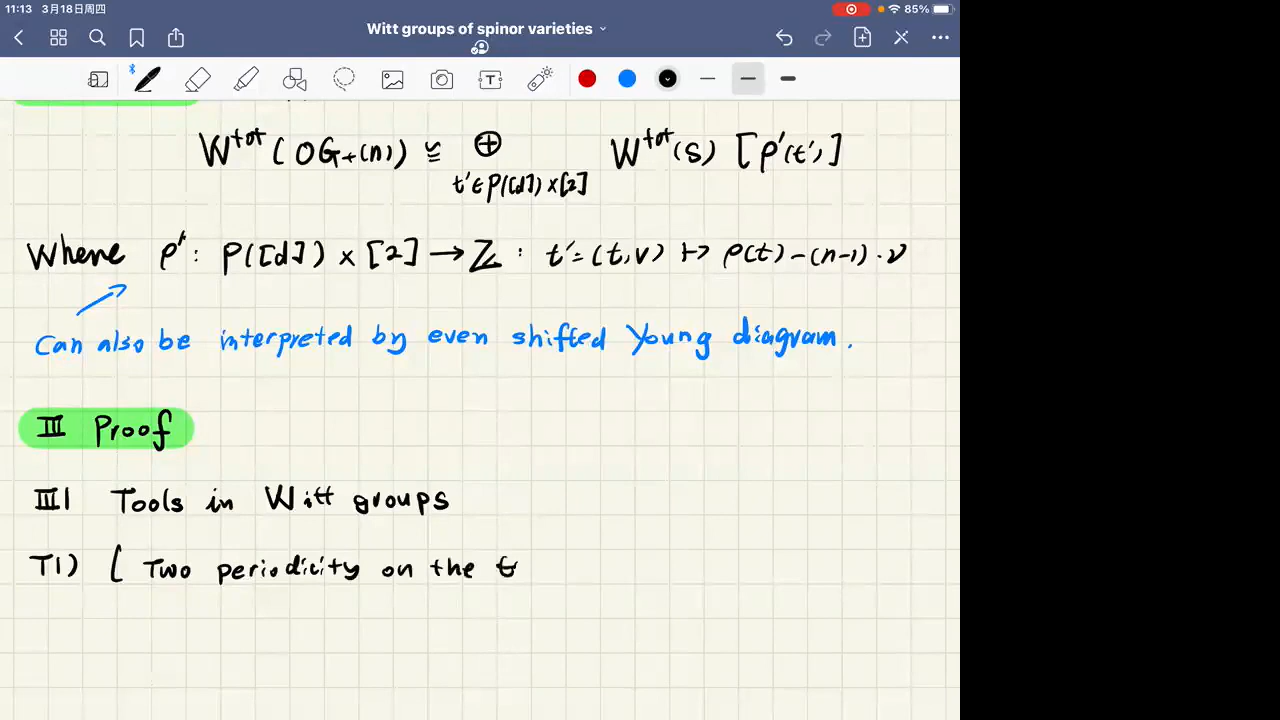 11:13 3月18日周四
85%
Witt groups of spinor varieties
W^tot (OG+(n)) ≅ ⊕ W^tot(S) [ρ'(t')]
t'∈P([d])×[2]
Where ρ': P([d]) × [2] → ℤ : t'=(t,ν) ↦ ρ(t)-(n-1)·ν
Can also be interpreted by even shifted Young diagram.
III Proof
III1 Tools in Witt groups
T1) [ Two periodicity on the t